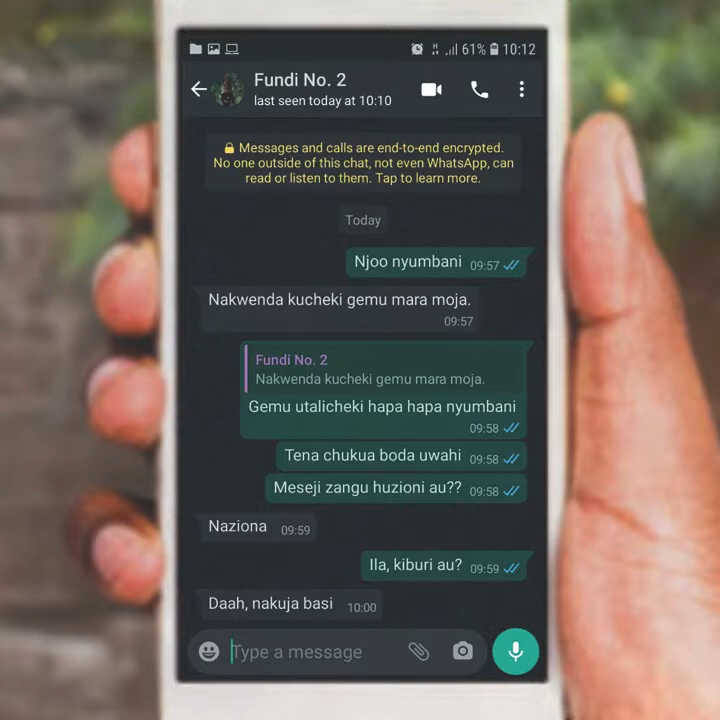 61% 10:12
Fundi No. 2
last seen today at 10:10
Messages and calls are end-to-end encrypted.
No one outside of this chat, not even WhatsApp, can
read or listen to them. Tap to learn more.
Today
Njoo nyumbani 09:57
Nakwenda kucheki gemu mara moja.
09:57
Fundi No. 2
Nakwenda kucheki gemu mara moja.
Gemu utalicheki hapa hapa nyumbani
09:58
Tena chukua boda uwahi 09:58
Meseji zangu huzioni au?? 09:58
Naziona 09:59
Ila, kiburi au? 09:59
Daah, nakuja basi 10:00
Type a message